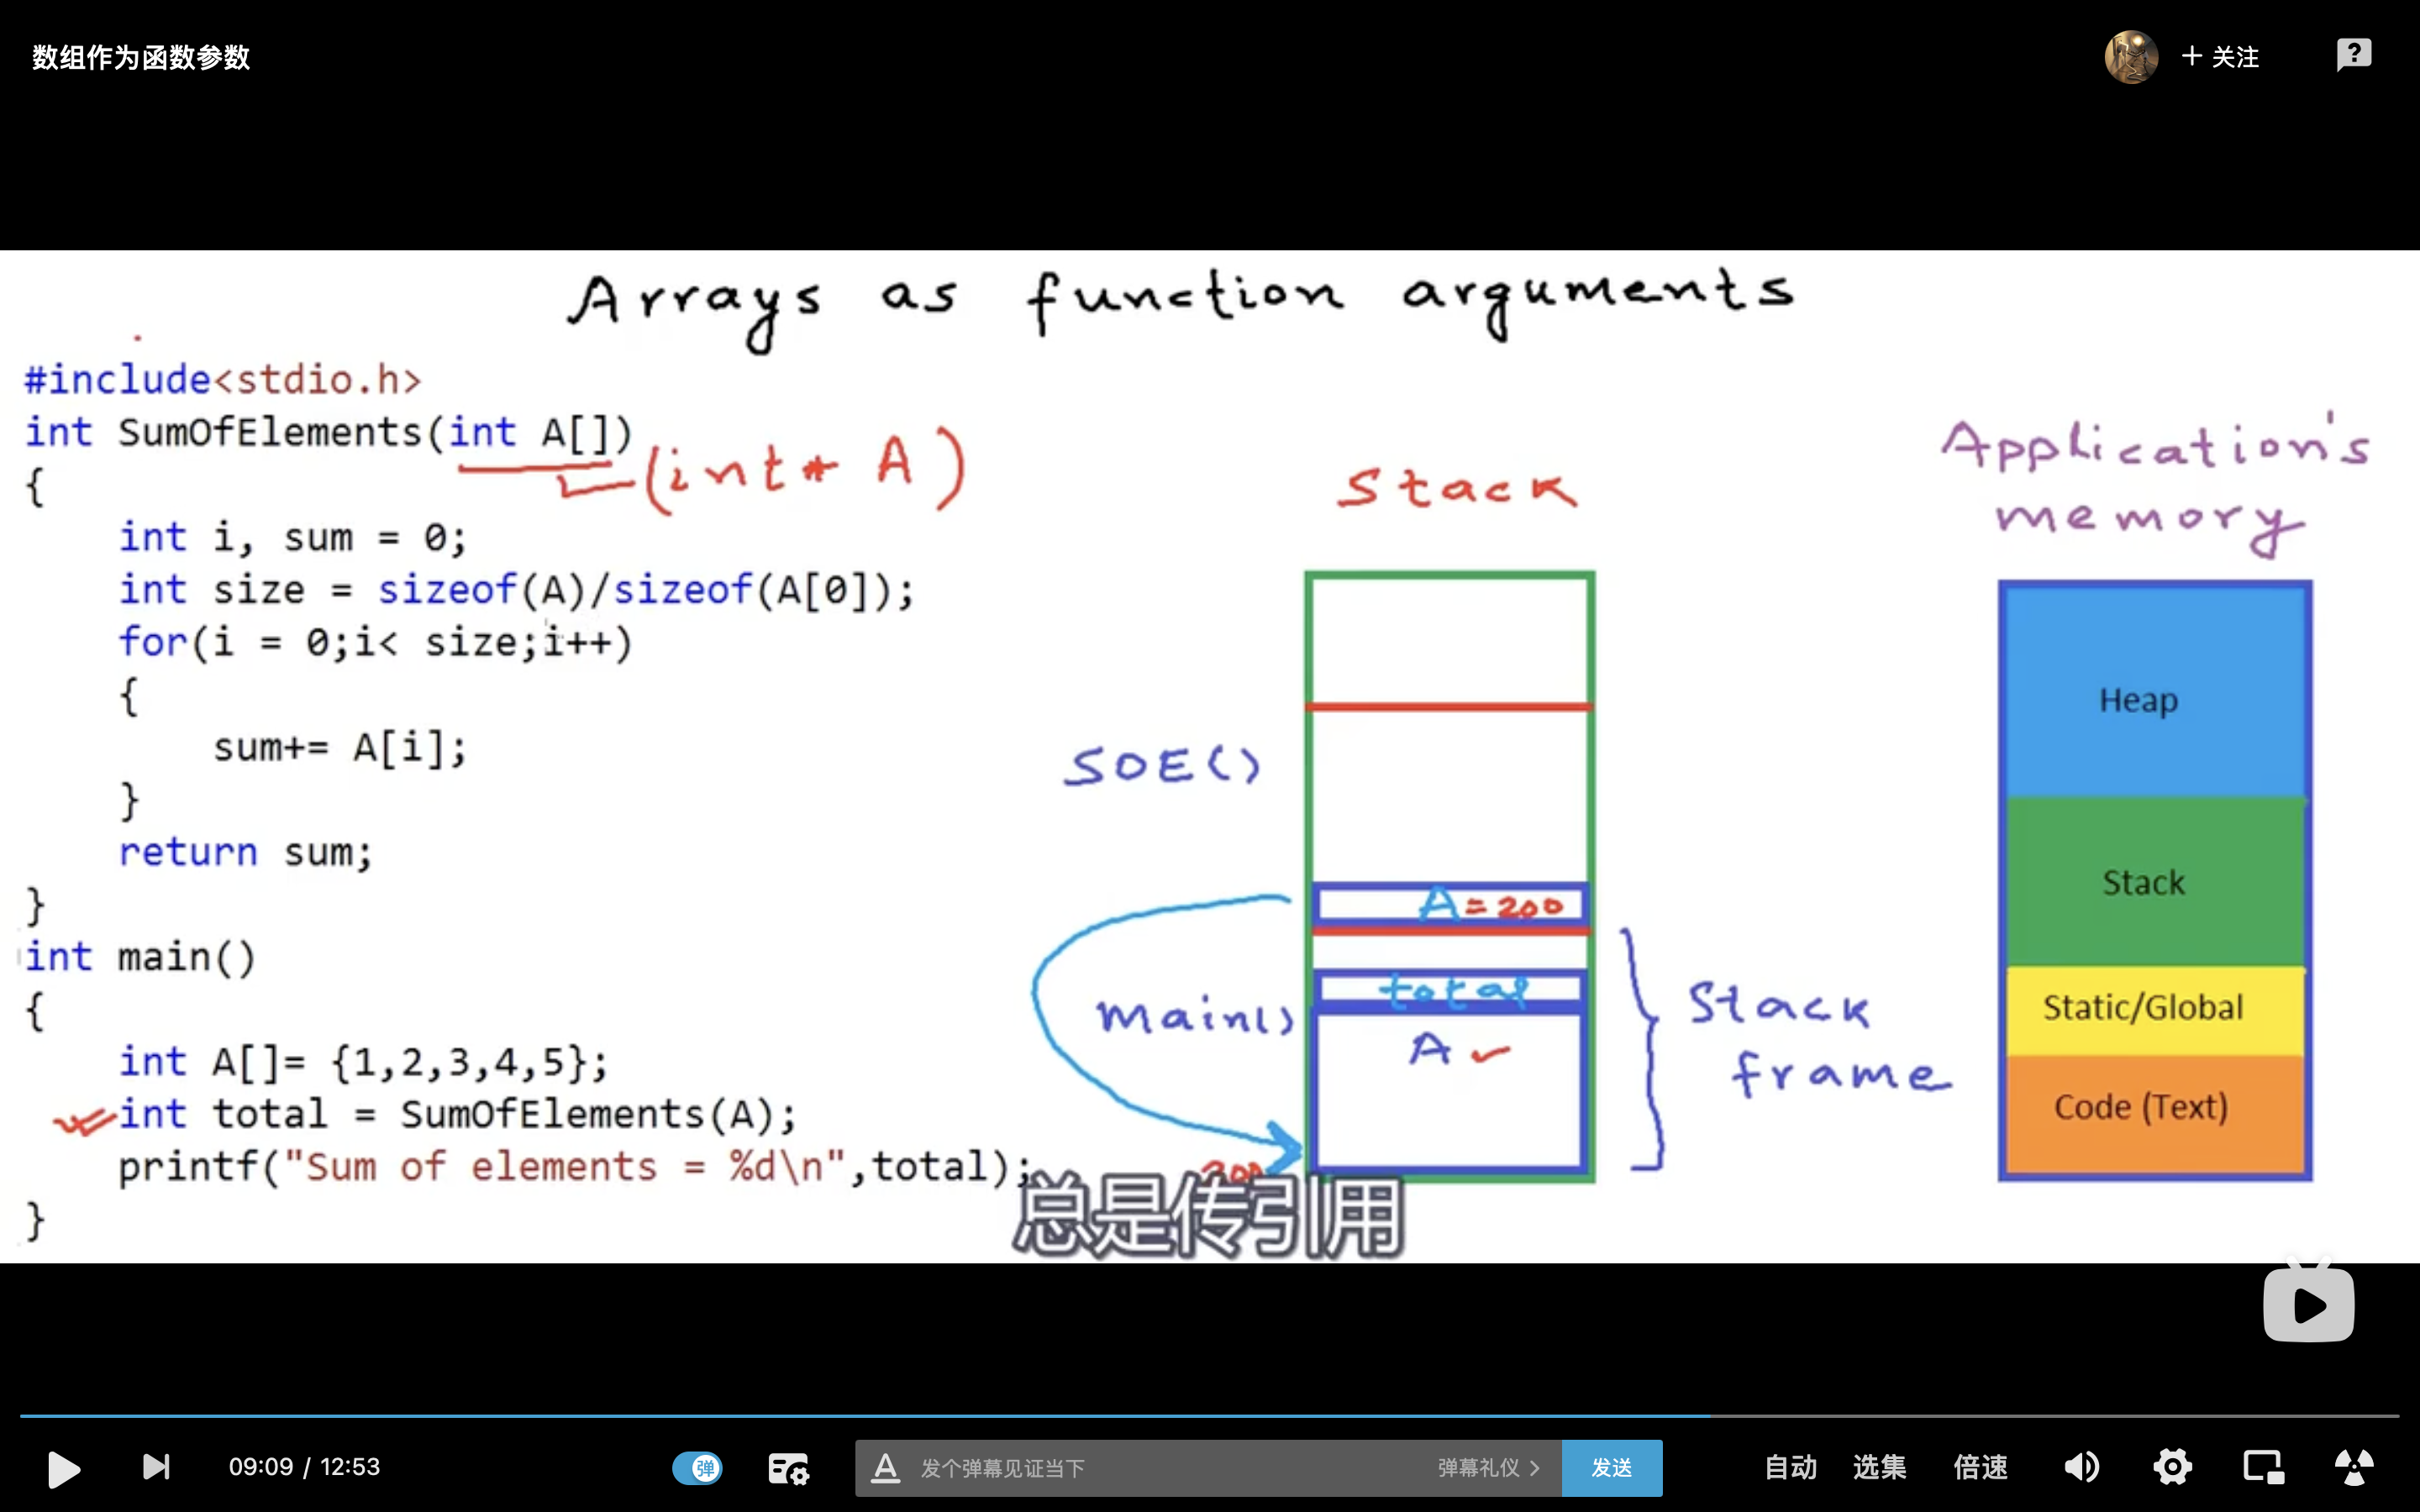 数组作为函数参数
+ 关注
Arrays as function arguments
#include<stdio.h>
int SumOfElements(int A[])
(int* A)
{
int i, sum = 0;
int size = sizeof(A)/sizeof(A[0]);
for(i = 0;i< size;i++)
{
sum+= A[i];
}
return sum;
}
int main()
{
int A[]= {1,2,3,4,5};
int total = SumOfElements(A);
printf("Sum of elements = %d\n",total);
}
Stack
SOE()
A=200
total
Main()
A
200
Stack
frame
Application's
memory
Heap
Stack
Static/Global
Code (Text)
总是传引用
09:09 / 12:53
弹
A
发个弹幕见证当下
弹幕礼仪 >
发送
自动
选集
倍速